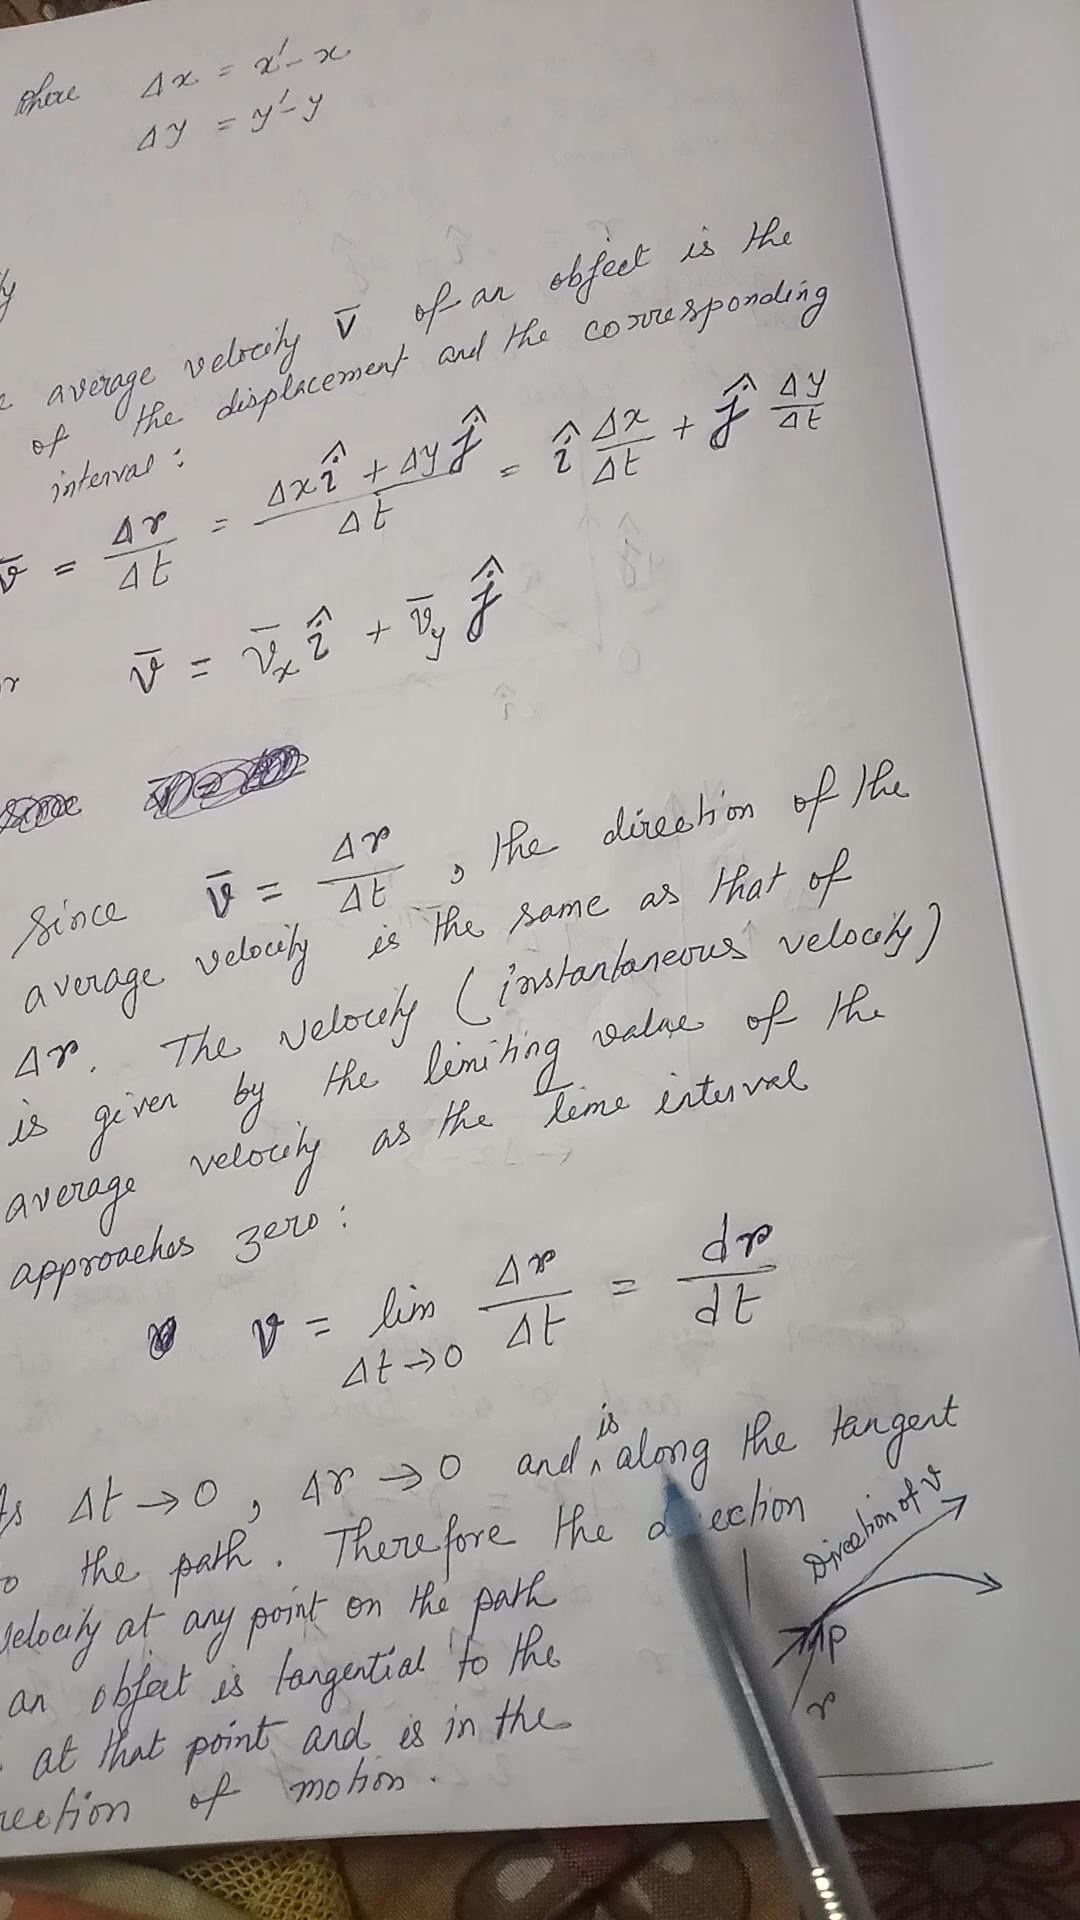 where Δx = x' - x
Δy = y' - y
average velocity v̅ of an object is the
of the displacement and the corresponding
interval :
v̅ = Δr/Δt = (Δx î + Δy ĵ)/Δt = î Δx/Δt + ĵ Δy/Δt
v̅ = v̅x î + v̅y ĵ
Since v̅ = Δr/Δt , the direction of the
average velocity is the same as that of
Δr. The velocity (instantaneous velocity)
is given by the limiting value of the
average velocity as the time interval
approaches zero :
v = lim Δt→0 Δr/Δt = dr/dt
As Δt → 0 , Δr → 0 and is along the tangent
the path. Therefore the direction
velocity at any point on the path
an object is tangential to the
at that point and is in the
of motion.
Direction of v
P
r